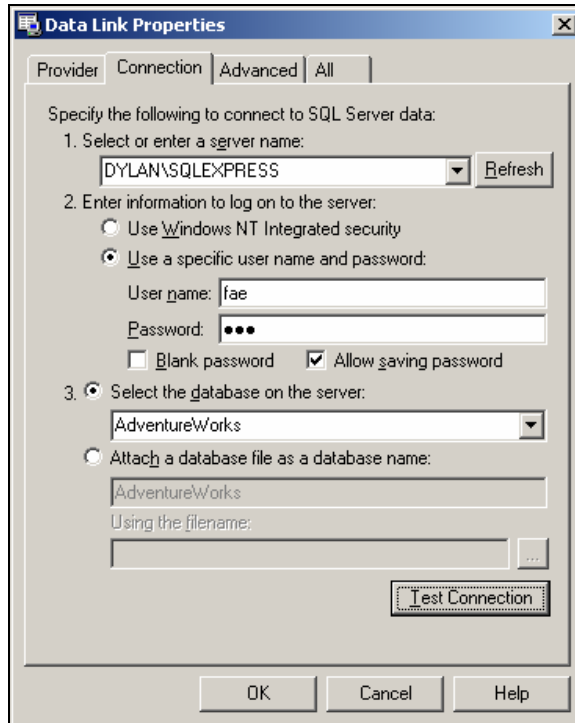 Data Link Properties
Provider Connection Advanced All
Specify the following to connect to SQL Server data:
1. Select or enter a server name:
DYLAN\SQLEXPRESS Refresh
2. Enter information to log on to the server:
Use Windows NT Integrated security
Use a specific user name and password:
User name: fae
Password: ●●●
Blank password Allow saving password
3. Select the database on the server:
AdventureWorks
Attach a database file as a database name:
AdventureWorks
Using the filename:
...
Test Connection
OK Cancel Help